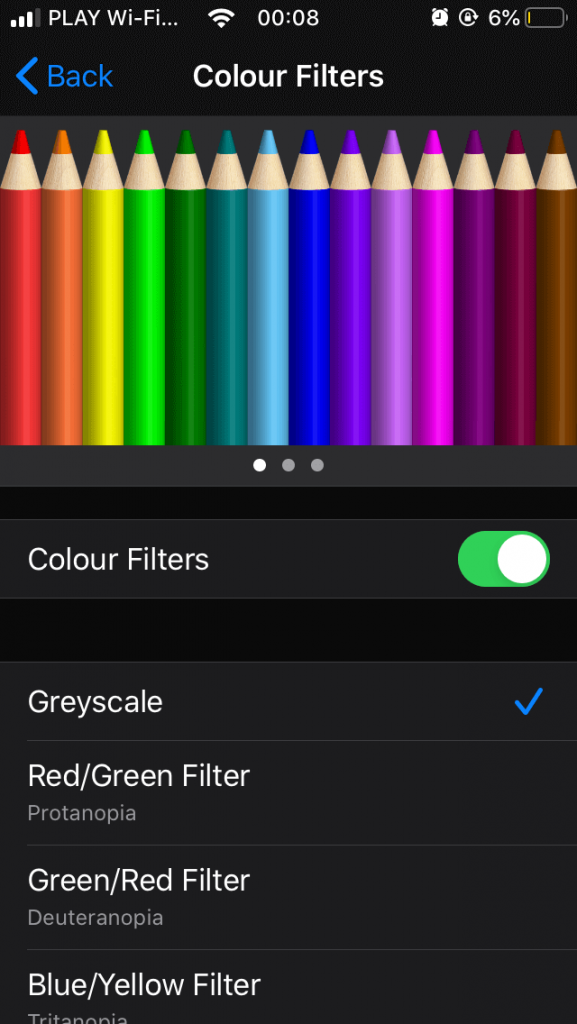 PLAY Wi-Fi... 00:08 6%
Back Colour Filters
Colour Filters
Greyscale
Red/Green Filter
Protanopia
Green/Red Filter
Deuteranopia
Blue/Yellow Filter
Tritanopia